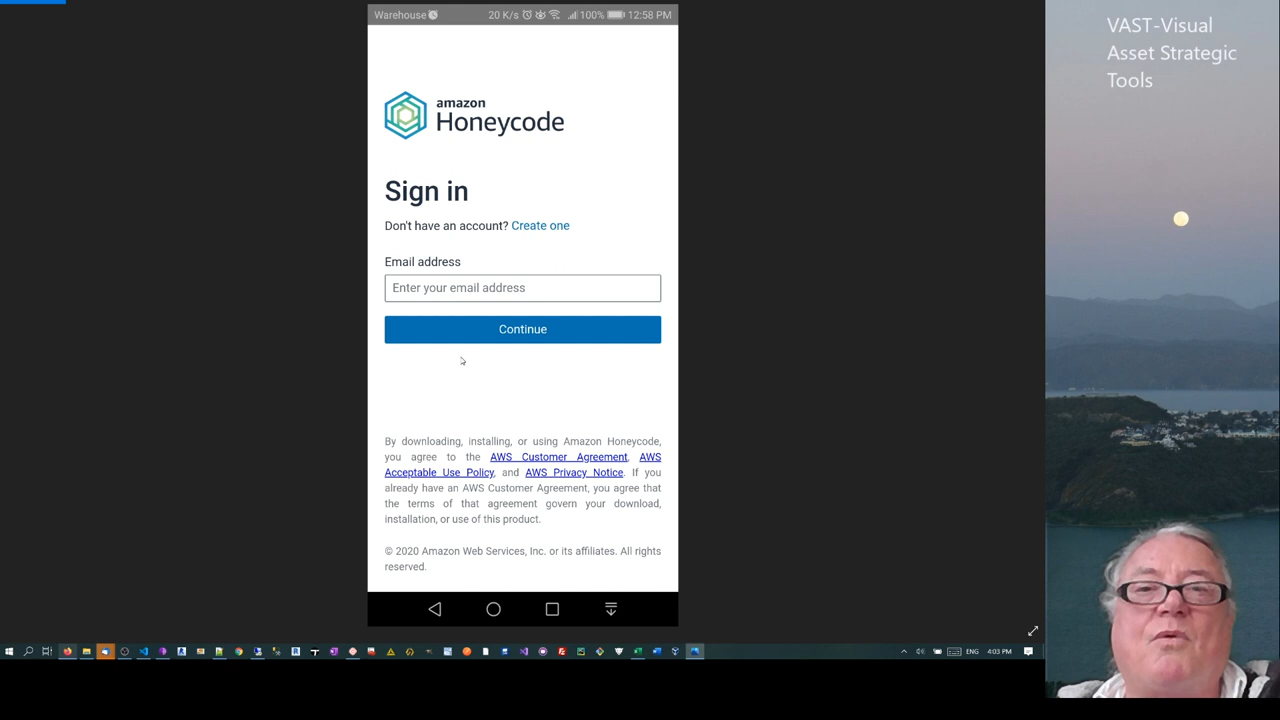 Warehouse
20 K/s 100% 12:58 PM
amazon
Honeycode
Sign in
Don't have an account? Create one
Email address
Enter your email address
Continue
By downloading, installing, or using Amazon Honeycode,
you agree to the AWS Customer Agreement, AWS
Acceptable Use Policy, and AWS Privacy Notice. If you
already have an AWS Customer Agreement, you agree that
the terms of that agreement govern your download,
installation, or use of this product.
© 2020 Amazon Web Services, Inc. or its affiliates. All rights
reserved.
ENG 4:03 PM
VAST-Visual
Asset Strategic
Tools